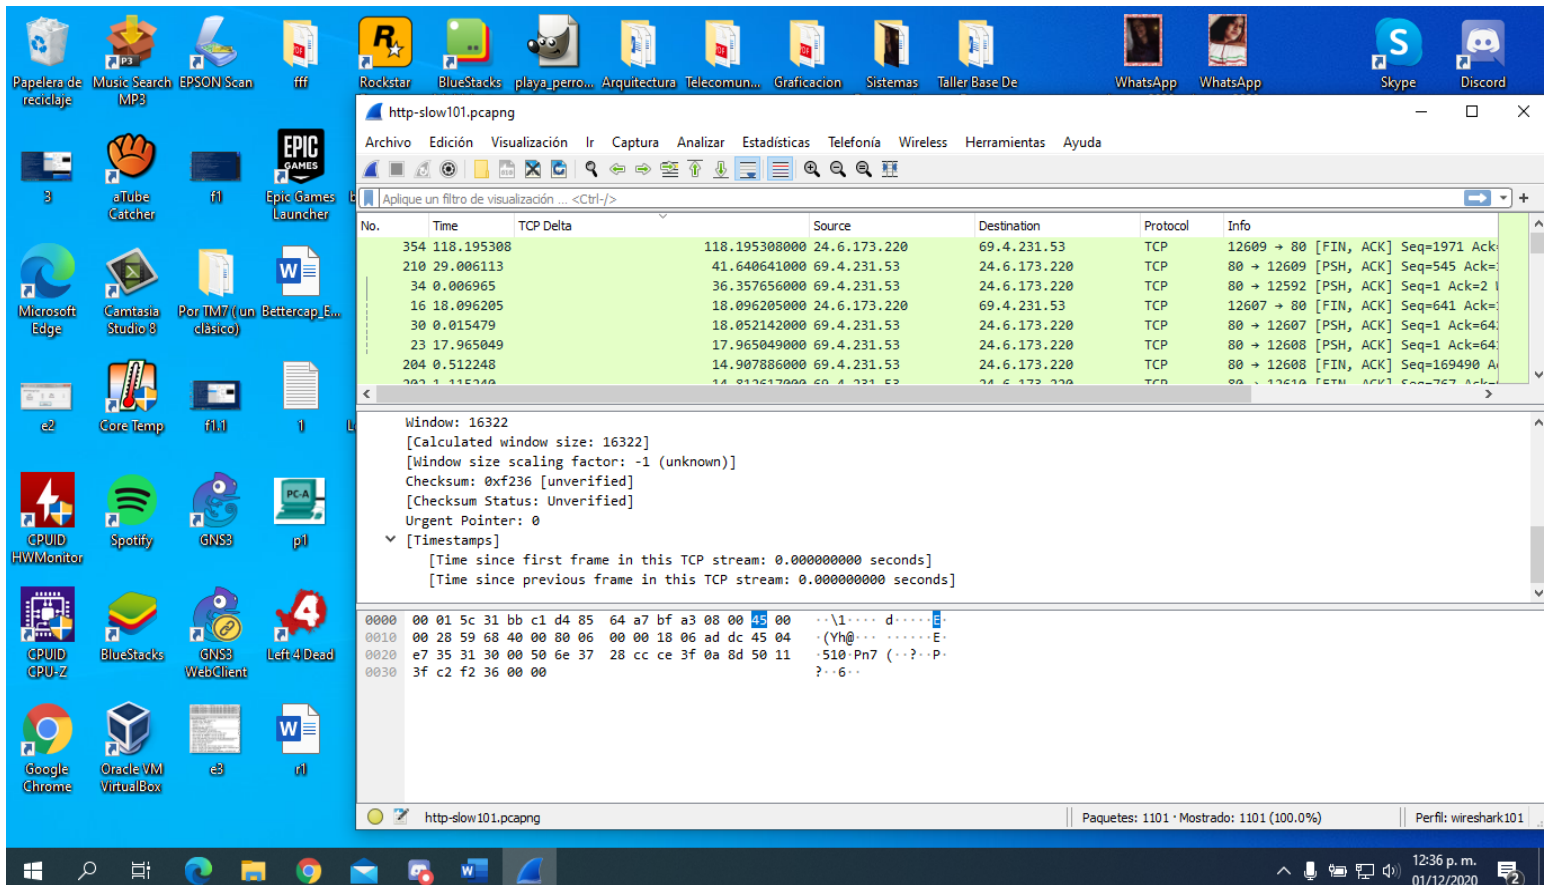 Papelera de reciclaje
Music Search MP3
EPSON Scan
fff
Rockstar
BlueStacks
playa_perro...
Arquitectura
Telecomun...
Graficacion
Sistemas
Taller Base De
WhatsApp
WhatsApp
Skype
Discord
3
aTube Catcher
f1
Epic Games Launcher
Microsoft Edge
Camtasia Studio 8
Por TM7 ( un clásico)
Bettercap_E...
e2
Core Temp
f1.1
1
CPUID HWMonitor
Spotify
GNS3
PC-A
p1
CPUID CPU-Z
BlueStacks
GNS3 WebClient
Left 4 Dead
Google Chrome
Oracle VM VirtualBox
e3
r1
http-slow101.pcapng
Archivo Edición Visualización Ir Captura Analizar Estadísticas Telefonía Wireless Herramientas Ayuda
Aplique un filtro de visualización ... <Ctrl-/>
No. Time TCP Delta Source Destination Protocol Info
354 118.195308 118.195308000 24.6.173.220 69.4.231.53 TCP 12609 → 80 [FIN, ACK] Seq=1971 Ack
210 29.006113 41.640641000 69.4.231.53 24.6.173.220 TCP 80 → 12609 [PSH, ACK] Seq=545 Ack=
34 0.006965 36.357656000 69.4.231.53 24.6.173.220 TCP 80 → 12592 [PSH, ACK] Seq=1 Ack=2
16 18.096205 18.096205000 24.6.173.220 69.4.231.53 TCP 12607 → 80 [FIN, ACK] Seq=641 Ack=
30 0.015479 18.052142000 69.4.231.53 24.6.173.220 TCP 80 → 12607 [PSH, ACK] Seq=1 Ack=64
23 17.965049 17.965049000 69.4.231.53 24.6.173.220 TCP 80 → 12608 [PSH, ACK] Seq=1 Ack=64
204 0.512248 14.907886000 69.4.231.53 24.6.173.220 TCP 80 → 12608 [FIN, ACK] Seq=169490 A
Window: 16322
[Calculated window size: 16322]
[Window size scaling factor: -1 (unknown)]
Checksum: 0xf236 [unverified]
[Checksum Status: Unverified]
Urgent Pointer: 0
[Timestamps]
[Time since first frame in this TCP stream: 0.000000000 seconds]
[Time since previous frame in this TCP stream: 0.000000000 seconds]
0000 00 01 5c 31 bb c1 d4 85 64 a7 bf a3 08 00 45 00 ··\1···· d·····E·
0010 00 28 59 68 40 00 80 06 00 00 18 06 ad dc 45 04 ·(Yh@··· ······E·
0020 e7 35 31 30 00 50 6e 37 28 cc ce 3f 0a 8d 50 11 ·510·Pn7 (··?··P·
0030 3f c2 f2 36 00 00 ?··6··
http-slow101.pcapng
Paquetes: 1101 · Mostrado: 1101 (100.0%)
Perfil: wireshark101
12:36 p. m.
01/12/2020
2